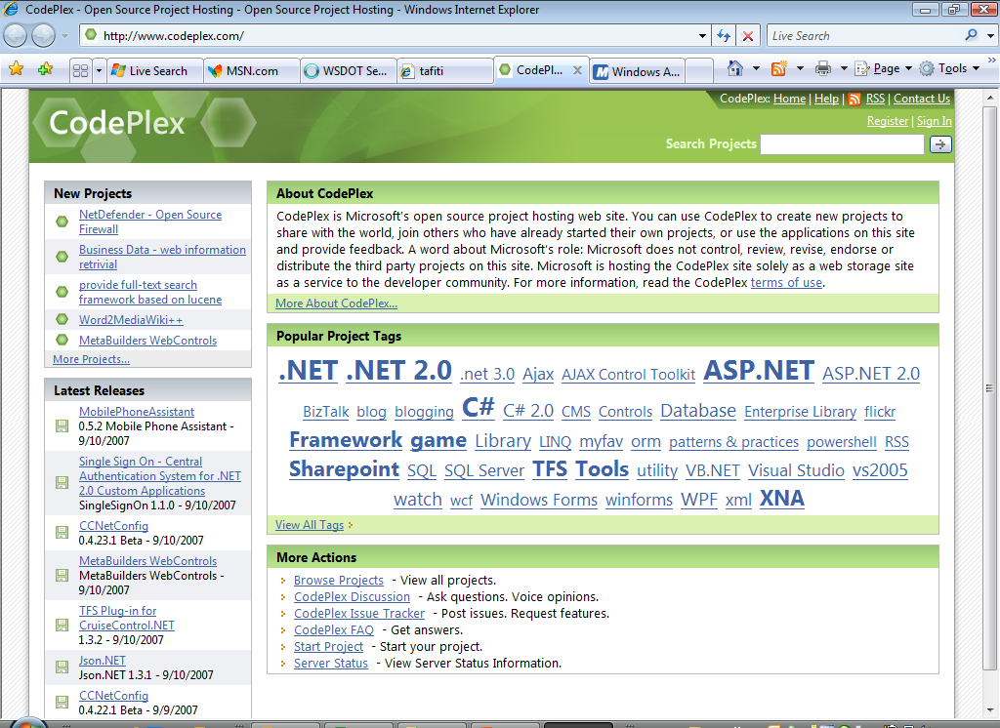 CodePlex - Open Source Project Hosting - Open Source Project Hosting - Windows Internet Explorer
http://www.codeplex.com/
Live Search
Live Search
MSN.com
WSDOT Se...
tafiti
CodePl...
Windows A...
Page
Tools
CodePlex: Home | Help | RSS | Contact Us
CodePlex
Register | Sign In
Search Projects
New Projects
NetDefender - Open Source
Firewall
Business Data - web information
retrivial
provide full-text search
framework based on lucene
Word2MediaWiki++
MetaBuilders WebControls
More Projects...
Latest Releases
MobilePhoneAssistant
0.5.2 Mobile Phone Assistant -
9/10/2007
Single Sign On - Central
Authentication System for .NET
2.0 Custom Applications
SingleSignOn 1.1.0 - 9/10/2007
CCNetConfig
0.4.23.1 Beta - 9/10/2007
MetaBuilders WebControls
MetaBuilders WebControls -
9/10/2007
TFS Plug-in for
CruiseControl.NET
1.3.2 - 9/10/2007
Json.NET
Json.NET 1.3.1 - 9/10/2007
CCNetConfig
0.4.22.1 Beta - 9/9/2007
About CodePlex
CodePlex is Microsoft's open source project hosting web site. You can use CodePlex to create new projects to
share with the world, join others who have already started their own projects, or use the applications on this site
and provide feedback. A word about Microsoft's role: Microsoft does not control, review, revise, endorse or
distribute the third party projects on this site. Microsoft is hosting the CodePlex site solely as a web storage site
as a service to the developer community. For more information, read the CodePlex terms of use.
More About CodePlex...
Popular Project Tags
.NET .NET 2.0 .net 3.0 Ajax AJAX Control Toolkit ASP.NET ASP.NET 2.0
BizTalk blog blogging C# C# 2.0 CMS Controls Database Enterprise Library flickr
Framework game Library LINQ myfav orm patterns & practices powershell RSS
Sharepoint SQL SQL Server TFS Tools utility VB.NET Visual Studio vs2005
watch wcf Windows Forms winforms WPF xml XNA
View All Tags
More Actions
Browse Projects - View all projects.
CodePlex Discussion - Ask questions. Voice opinions.
CodePlex Issue Tracker - Post issues. Request features.
CodePlex FAQ - Get answers.
Start Project - Start your project.
Server Status - View Server Status Information.